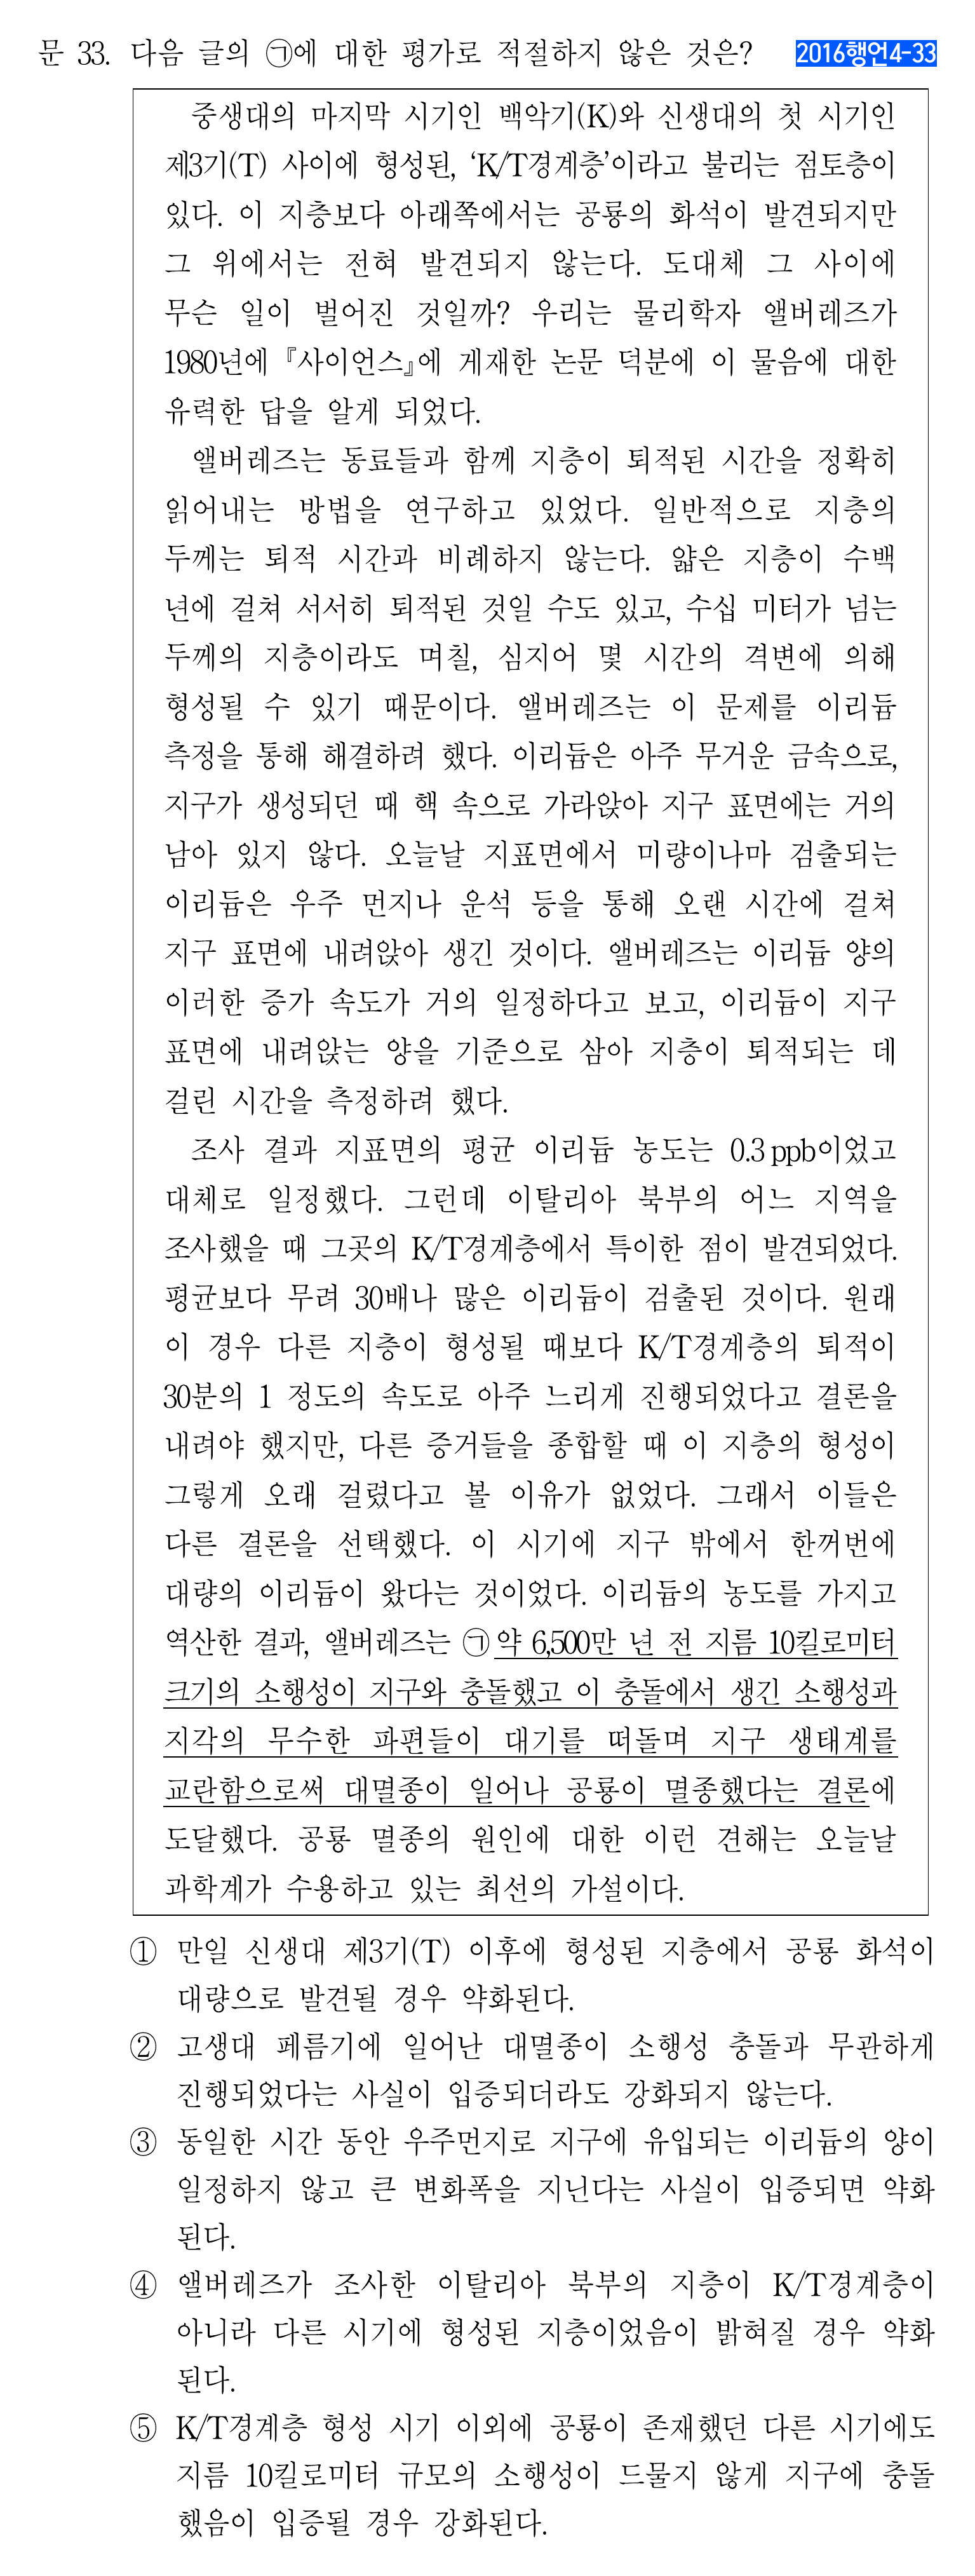 문 33. 다음 글의 ㉠에 대한 평가로 적절하지 않은 것은? 2016행언4-33
중생대의 마지막 시기인 백악기(K)와 신생대의 첫 시기인
제3기(T) 사이에 형성된, ‘K/T경계층’이라고 불리는 점토층이
있다. 이 지층보다 아래쪽에서는 공룡의 화석이 발견되지만
그 위에서는 전혀 발견되지 않는다. 도대체 그 사이에
무슨 일이 벌어진 것일까? 우리는 물리학자 앨버레즈가
1980년에 『사이언스』에 게재한 논문 덕분에 이 물음에 대한
유력한 답을 알게 되었다.
앨버레즈는 동료들과 함께 지층이 퇴적된 시간을 정확히
읽어내는 방법을 연구하고 있었다. 일반적으로 지층의
두께는 퇴적 시간과 비례하지 않는다. 얇은 지층이 수백
년에 걸쳐 서서히 퇴적된 것일 수도 있고, 수십 미터가 넘는
두께의 지층이라도 며칠, 심지어 몇 시간의 격변에 의해
형성될 수 있기 때문이다. 앨버레즈는 이 문제를 이리듐
측정을 통해 해결하려 했다. 이리듐은 아주 무거운 금속으로,
지구가 생성되던 때 핵 속으로 가라앉아 지구 표면에는 거의
남아 있지 않다. 오늘날 지표면에서 미량이나마 검출되는
이리듐은 우주 먼지나 운석 등을 통해 오랜 시간에 걸쳐
지구 표면에 내려앉아 생긴 것이다. 앨버레즈는 이리듐 양의
이러한 증가 속도가 거의 일정하다고 보고, 이리듐이 지구
표면에 내려앉는 양을 기준으로 삼아 지층이 퇴적되는 데
걸린 시간을 측정하려 했다.
조사 결과 지표면의 평균 이리듐 농도는 0.3 ppb이었고
대체로 일정했다. 그런데 이탈리아 북부의 어느 지역을
조사했을 때 그곳의 K/T경계층에서 특이한 점이 발견되었다.
평균보다 무려 30배나 많은 이리듐이 검출된 것이다. 원래
이 경우 다른 지층이 형성될 때보다 K/T경계층의 퇴적이
30분의 1 정도의 속도로 아주 느리게 진행되었다고 결론을
내려야 했지만, 다른 증거들을 종합할 때 이 지층의 형성이
그렇게 오래 걸렸다고 볼 이유가 없었다. 그래서 이들은
다른 결론을 선택했다. 이 시기에 지구 밖에서 한꺼번에
대량의 이리듐이 왔다는 것이었다. 이리듐의 농도를 가지고
역산한 결과, 앨버레즈는 ㉠약 6,500만 년 전 지름 10킬로미터
크기의 소행성이 지구와 충돌했고 이 충돌에서 생긴 소행성과
지각의 무수한 파편들이 대기를 떠돌며 지구 생태계를
교란함으로써 대멸종이 일어나 공룡이 멸종했다는 결론에
도달했다. 공룡 멸종의 원인에 대한 이런 견해는 오늘날
과학계가 수용하고 있는 최선의 가설이다.
① 만일 신생대 제3기(T) 이후에 형성된 지층에서 공룡 화석이
대량으로 발견될 경우 약화된다.
② 고생대 페름기에 일어난 대멸종이 소행성 충돌과 무관하게
진행되었다는 사실이 입증되더라도 강화되지 않는다.
③ 동일한 시간 동안 우주먼지로 지구에 유입되는 이리듐의 양이
일정하지 않고 큰 변화폭을 지닌다는 사실이 입증되면 약화
된다.
④ 앨버레즈가 조사한 이탈리아 북부의 지층이 K/T경계층이
아니라 다른 시기에 형성된 지층이었음이 밝혀질 경우 약화
된다.
⑤ K/T경계층 형성 시기 이외에 공룡이 존재했던 다른 시기에도
지름 10킬로미터 규모의 소행성이 드물지 않게 지구에 충돌
했음이 입증될 경우 강화된다.